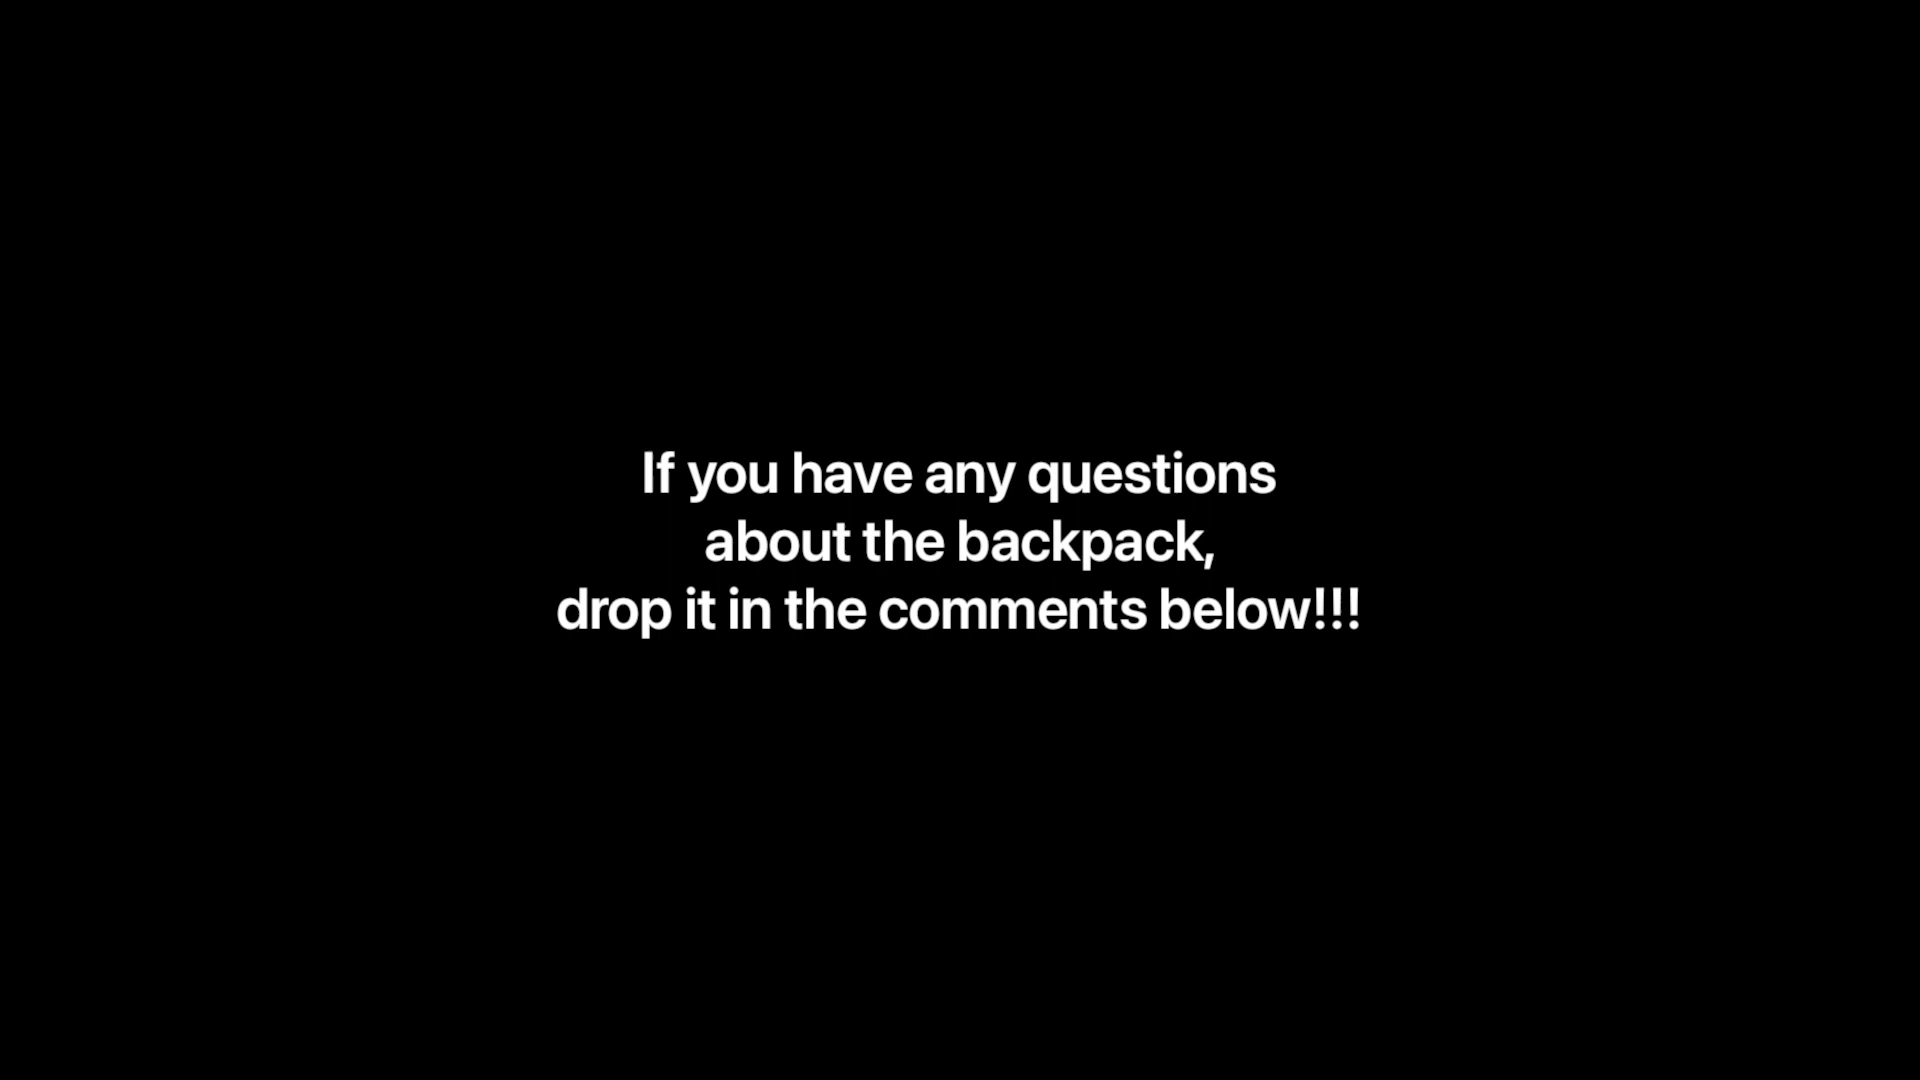 If you have any questions
about the backpack,
drop it in the comments below!!!